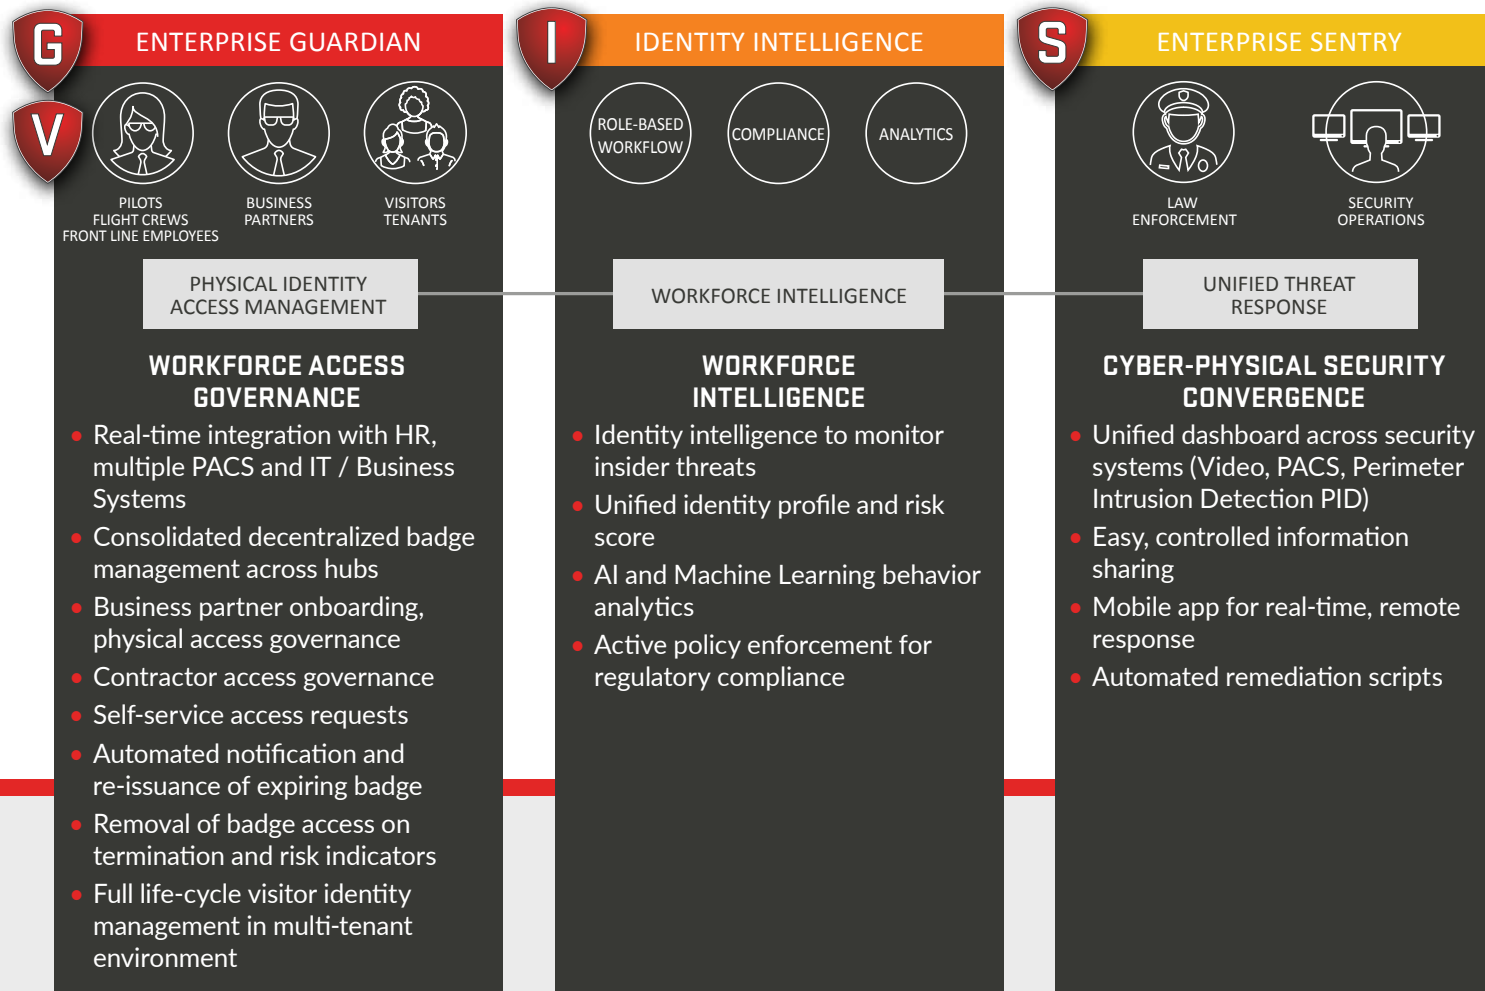 G
V
ENTERPRISE GUARDIAN
PILOTS
FLIGHT CREWS
FRONT LINE EMPLOYEES
BUSINESS
PARTNERS
VISITORS
TENANTS
PHYSICAL IDENTITY
ACCESS MANAGEMENT
WORKFORCE ACCESS
GOVERNANCE
• Real-time integration with HR,
multiple PACS and IT / Business
Systems
• Consolidated decentralized badge
management across hubs
• Business partner onboarding,
physical access governance
• Contractor access governance
• Self-service access requests
• Automated notification and
re-issuance of expiring badge
• Removal of badge access on
termination and risk indicators
• Full life-cycle visitor identity
management in multi-tenant
environment
I
IDENTITY INTELLIGENCE
ROLE-BASED
WORKFLOW
COMPLIANCE
ANALYTICS
WORKFORCE INTELLIGENCE
WORKFORCE
INTELLIGENCE
• Identity intelligence to monitor
insider threats
• Unified identity profile and risk
score
• AI and Machine Learning behavior
analytics
• Active policy enforcement for
regulatory compliance
S
ENTERPRISE SENTRY
LAW
ENFORCEMENT
SECURITY
OPERATIONS
UNIFIED THREAT
RESPONSE
CYBER-PHYSICAL SECURITY
CONVERGENCE
• Unified dashboard across security
systems (Video, PACS, Perimeter
Intrusion Detection PID)
• Easy, controlled information
sharing
• Mobile app for real-time, remote
response
• Automated remediation scripts